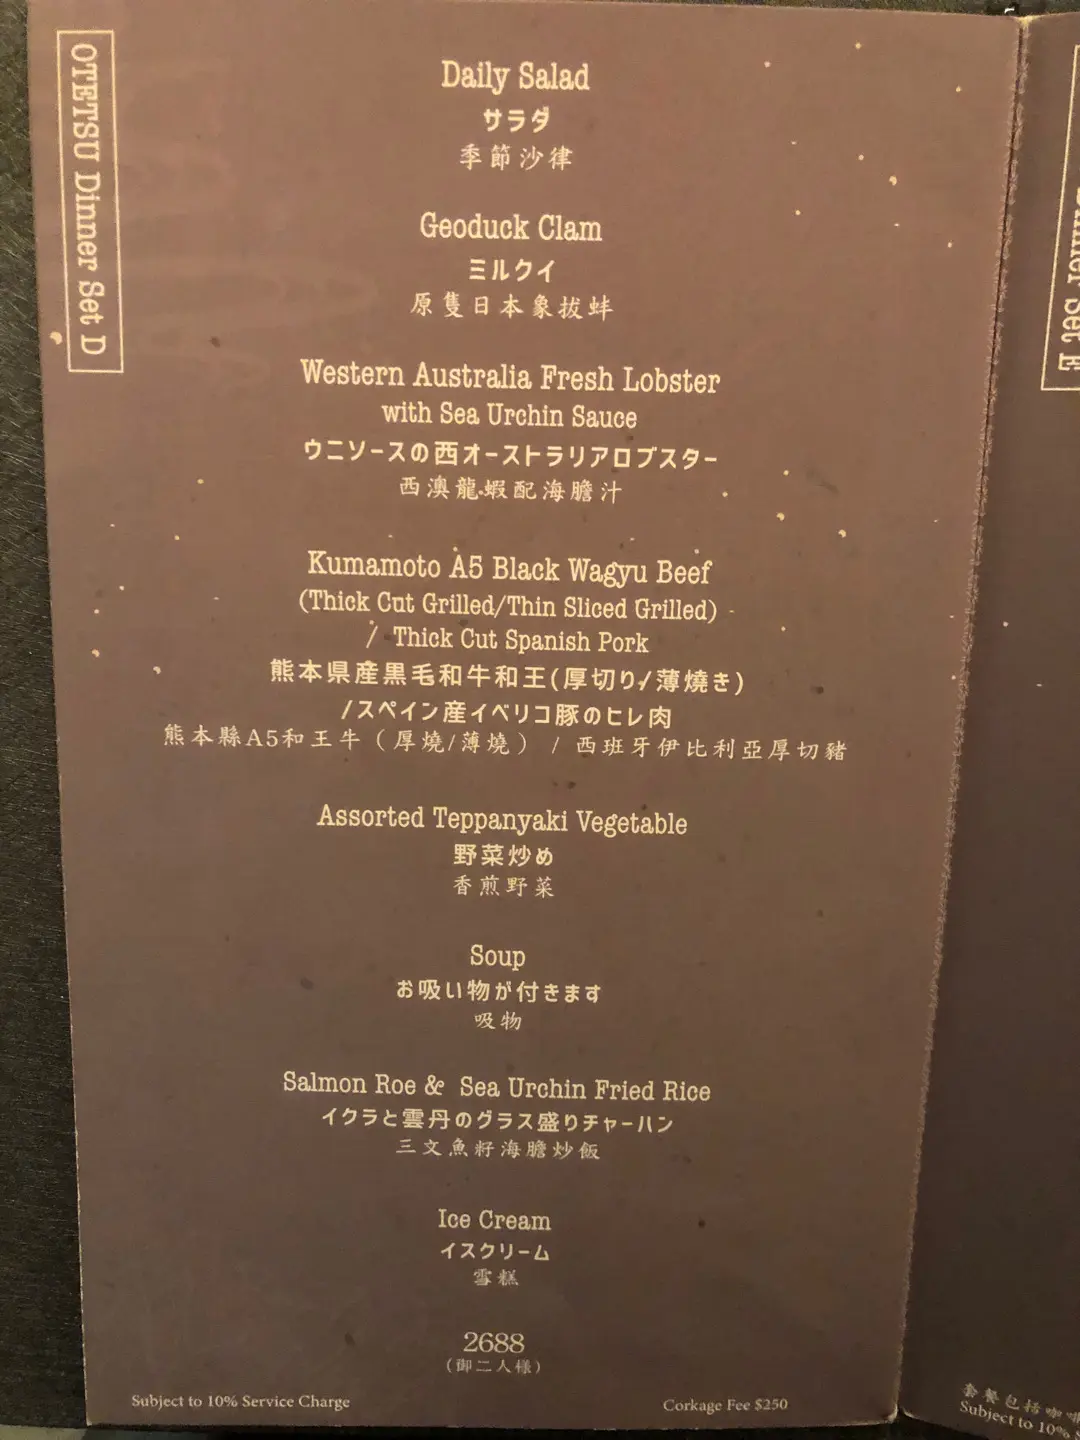 OTETSU Dinner Set D
Daily Salad
サラダ
季節沙律
Geoduck Clam
ミルクイ
原隻日本象拔蚌
Western Australia Fresh Lobster
with Sea Urchin Sauce
ウニソースの西オーストラリアロブスター
西澳龍蝦配海膽汁
Kumamoto A5 Black Wagyu Beef
(Thick Cut Grilled/Thin Sliced Grilled)
/ Thick Cut Spanish Pork
熊本県産黒毛和牛和王(厚切り/薄燒き)
/スペイン産イベリコ豚のヒレ肉
熊本縣A5和王牛（厚燒/薄燒） / 西班牙伊比利亞厚切豬
Assorted Teppanyaki Vegetable
野菜炒め
香煎野菜
Soup
お吸い物が付きます
吸物
Salmon Roe & Sea Urchin Fried Rice
イクラと雲丹のグラス盛りチャーハン
三文魚籽海膽炒飯
Ice Cream
イスクリーム
雪糕
2688
(御二人樣)
Subject to 10% Service Charge
Corkage Fee $250
Dinner Set E
套餐包括咖啡
Subject to 10%